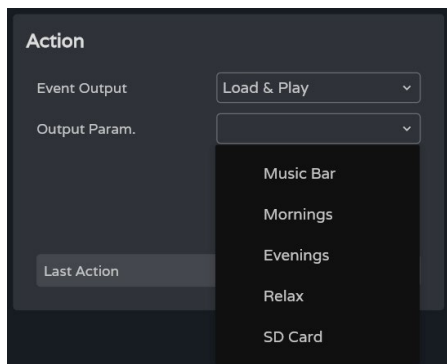 Action
Event Output Load & Play
Output Param.
Music Bar
Mornings
Evenings
Relax
SD Card
Last Action